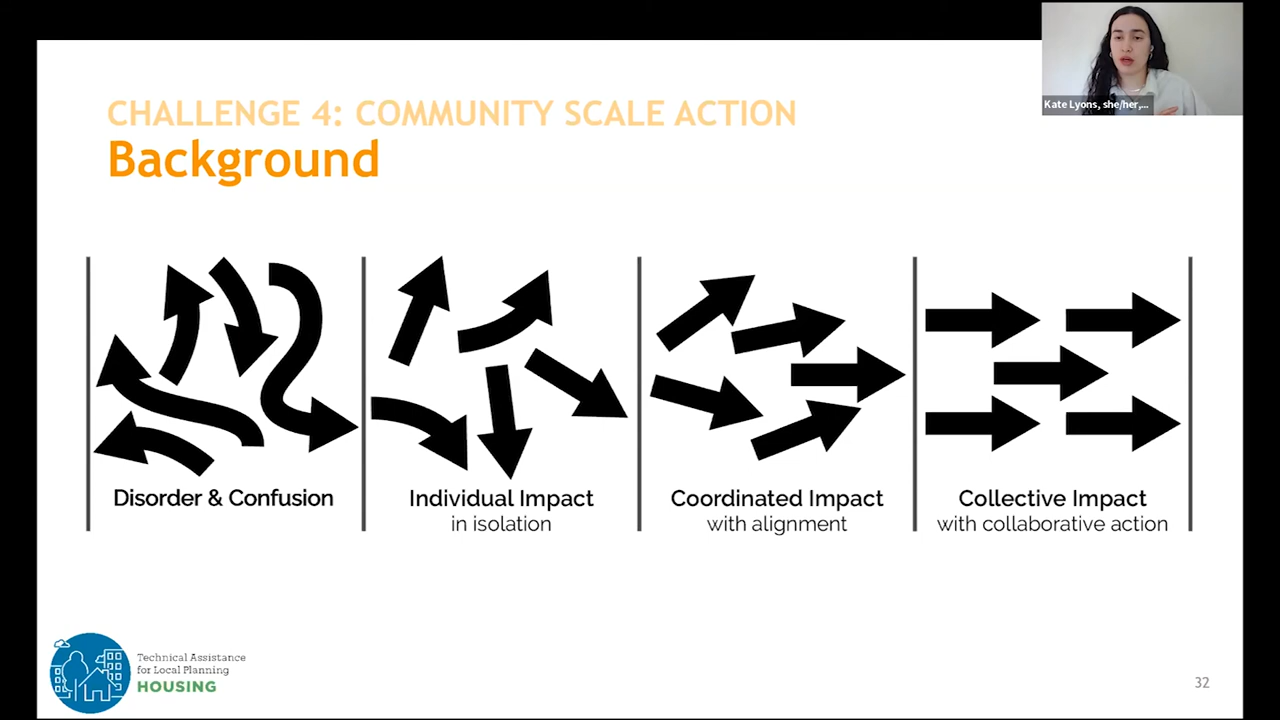 Kate Lyons, she/her,...
CHALLENGE 4: COMMUNITY SCALE ACTION
Background
Disorder & Confusion
Individual Impact
in isolation
Coordinated Impact
with alignment
Collective Impact
with collaborative action
Technical Assistance
for Local Planning
HOUSING
32